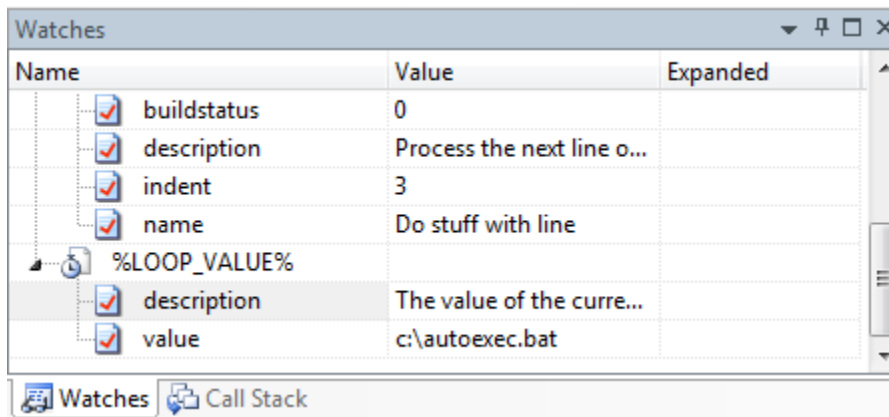 Watches
Name Value Expanded
buildstatus 0
description Process the next line o...
indent 3
name Do stuff with line
%LOOP_VALUE%
description The value of the curre...
value c:\autoexec.bat
Watches Call Stack